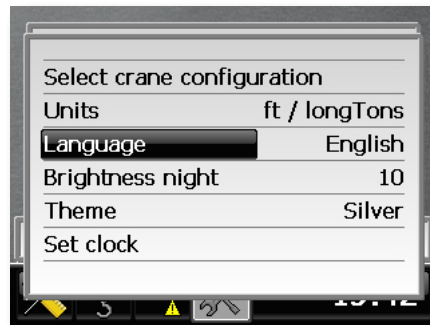 Select crane configuration
Units ft / longTons
Language English
Brightness night 10
Theme Silver
Set clock